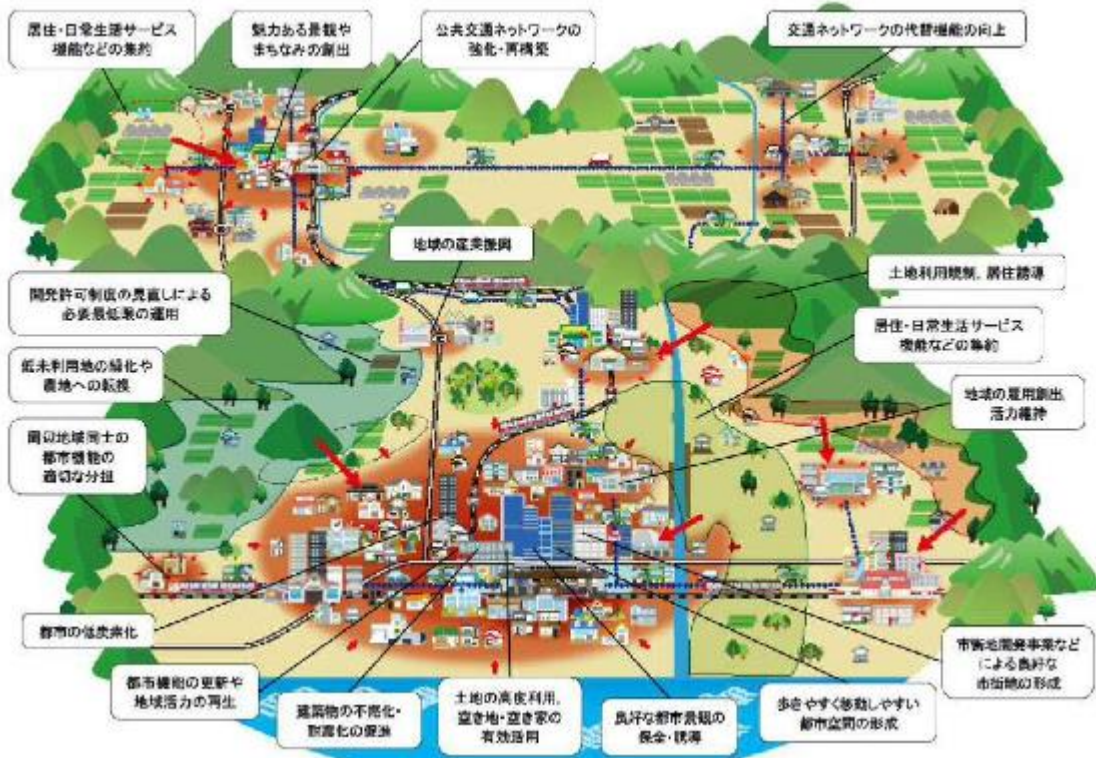 居住・日常生活サービス
機能などの集約
魅力ある景観や
まちなみの創出
公共交通ネットワークの
強化・再構築
交通ネットワークの代替機能の向上
地域の産業振興
土地利用規制、居住誘導
開発許可制度の見直しによる
必要最低限の運用
居住・日常生活サービス
機能などの集約
低未利用地の緑化や
農地への転換
地域の雇用創出、
活力維持
周辺地域同士の
都市機能の
適切な分担
都市の低炭素化
市街地開発事業など
による良好な
市街地の形成
都市機能の更新や
地域活力の再生
建築物の不燃化・
耐震化の促進
土地の高度利用、
空き地・空き家の
有効活用
良好な都市景観の
保全・誘導
歩きやすく移動しやすい
都市空間の形成